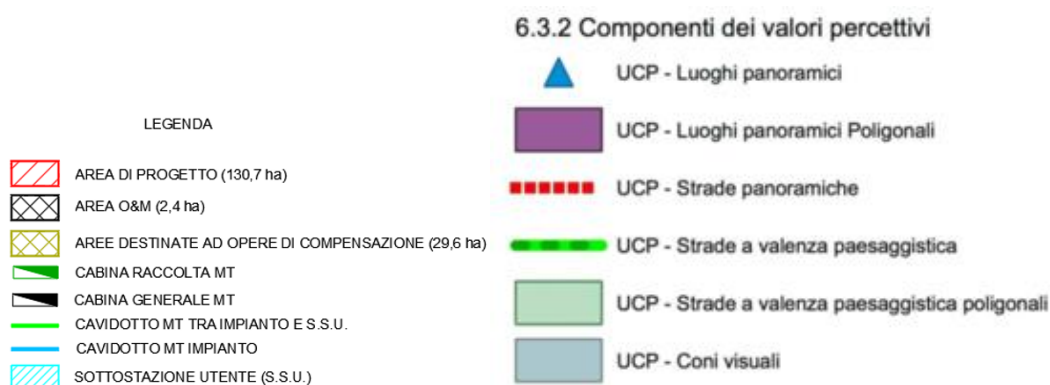 LEGENDA
AREA DI PROGETTO (130,7 ha)
AREA O&M (2,4 ha)
AREE DESTINATE AD OPERE DI COMPENSAZIONE (29,6 ha)
CABINA RACCOLTA MT
CABINA GENERALE MT
CAVIDOTTO MT TRA IMPIANTO E S.S.U.
CAVIDOTTO MT IMPIANTO
SOTTOSTAZIONE UTENTE (S.S.U.)
6.3.2 Componenti dei valori percettivi
UCP - Luoghi panoramici
UCP - Luoghi panoramici Poligonali
UCP - Strade panoramiche
UCP - Strade a valenza paesaggistica
UCP - Strade a valenza paesaggistica poligonali
UCP - Coni visuali